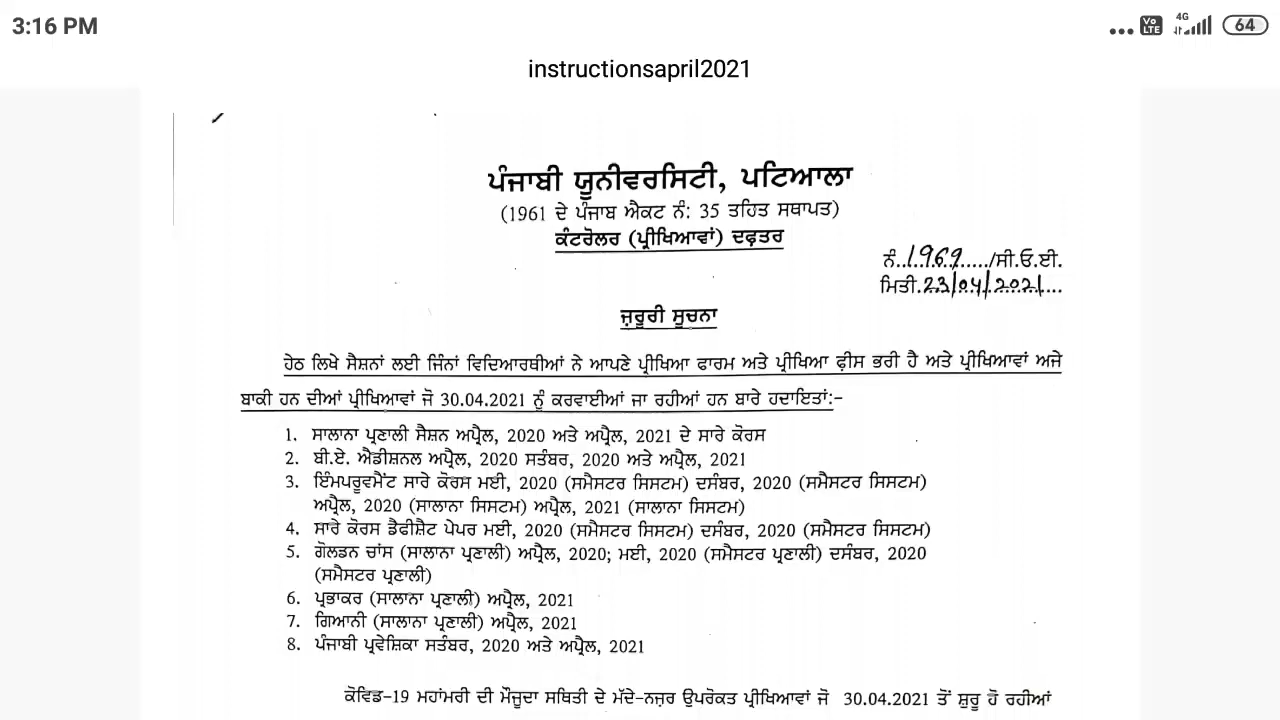 3:16 PM
Vo LTE 4G 64
instructionsapril2021
ਪੰਜਾਬੀ ਯੂਨੀਵਰਸਿਟੀ, ਪਟਿਆਲਾ
(1961 ਦੇ ਪੰਜਾਬ ਐਕਟ ਨੰ: 35 ਤਹਿਤ ਸਥਾਪਤ)
ਕੰਟਰੋਲਰ (ਪ੍ਰੀਖਿਆਵਾਂ) ਦਫ਼ਤਰ
ਨੰ..1969...../ਸੀ.ਓ.ਈ.
ਮਿਤੀ.23/04/2021...
ਜ਼ਰੂਰੀ ਸੂਚਨਾ
ਹੇਠ ਲਿਖੇ ਸੈਸ਼ਨਾਂ ਲਈ ਜਿੰਨਾਂ ਵਿਦਿਆਰਥੀਆਂ ਨੇ ਆਪਣੇ ਪ੍ਰੀਖਿਆ ਫਾਰਮ ਅਤੇ ਪ੍ਰੀਖਿਆ ਫ਼ੀਸ ਭਰੀ ਹੈ ਅਤੇ ਪ੍ਰੀਖਿਆਵਾਂ ਅਜੇ
ਬਾਕੀ ਹਨ ਦੀਆਂ ਪ੍ਰੀਖਿਆਵਾਂ ਜੋ 30.04.2021 ਨੂੰ ਕਰਵਾਈਆਂ ਜਾ ਰਹੀਆਂ ਹਨ ਬਾਰੇ ਹਦਾਇਤਾਂ:-
1. ਸਾਲਾਨਾ ਪ੍ਰਣਾਲੀ ਸੈਸ਼ਨ ਅਪ੍ਰੈਲ, 2020 ਅਤੇ ਅਪ੍ਰੈਲ, 2021 ਦੇ ਸਾਰੇ ਕੋਰਸ
2. ਬੀ.ਏ. ਐਡੀਸ਼ਨਲ ਅਪ੍ਰੈਲ, 2020 ਸਤੰਬਰ, 2020 ਅਤੇ ਅਪ੍ਰੈਲ, 2021
3. ਇੰਮਪਰੂਵਮੈਂਟ ਸਾਰੇ ਕੋਰਸ ਮਈ, 2020 (ਸਮੈਸਟਰ ਸਿਸਟਮ) ਦਸੰਬਰ, 2020 (ਸਮੈਸਟਰ ਸਿਸਟਮ)
ਅਪ੍ਰੈਲ, 2020 (ਸਾਲਾਨਾ ਸਿਸਟਮ) ਅਪ੍ਰੈਲ, 2021 (ਸਾਲਾਨਾ ਸਿਸਟਮ)
4. ਸਾਰੇ ਕੋਰਸ ਡੈਫੀਸ਼ੈਂਟ ਪੇਪਰ ਮਈ, 2020 (ਸਮੈਸਟਰ ਸਿਸਟਮ) ਦਸੰਬਰ, 2020 (ਸਮੈਸਟਰ ਸਿਸਟਮ)
5. ਗੋਲਡਨ ਚਾਂਸ (ਸਾਲਾਨਾ ਪ੍ਰਣਾਲੀ) ਅਪ੍ਰੈਲ, 2020; ਮਈ, 2020 (ਸਮੈਸਟਰ ਪ੍ਰਣਾਲੀ) ਦਸੰਬਰ, 2020
(ਸਮੈਸਟਰ ਪ੍ਰਣਾਲੀ)
6. ਪ੍ਰਭਾਕਰ (ਸਾਲਾਨਾ ਪ੍ਰਣਾਲੀ) ਅਪ੍ਰੈਲ, 2021
7. ਗਿਆਨੀ (ਸਾਲਾਨਾ ਪ੍ਰਣਾਲੀ) ਅਪ੍ਰੈਲ, 2021
8. ਪੰਜਾਬੀ ਪ੍ਰਵੇਸ਼ਿਕਾ ਸਤੰਬਰ, 2020 ਅਤੇ ਅਪ੍ਰੈਲ, 2021
ਕੋਵਿਡ-19 ਮਹਾਂਮਰੀ ਦੀ ਮੌਜੂਦਾ ਸਥਿਤੀ ਦੇ ਮੱਦੇ-ਨਜ਼ਰ ਉਪਰੋਕਤ ਪ੍ਰੀਖਿਆਵਾਂ ਜੋ 30.04.2021 ਤੋਂ ਸ਼ੁਰੂ ਹੋ ਰਹੀਆਂ